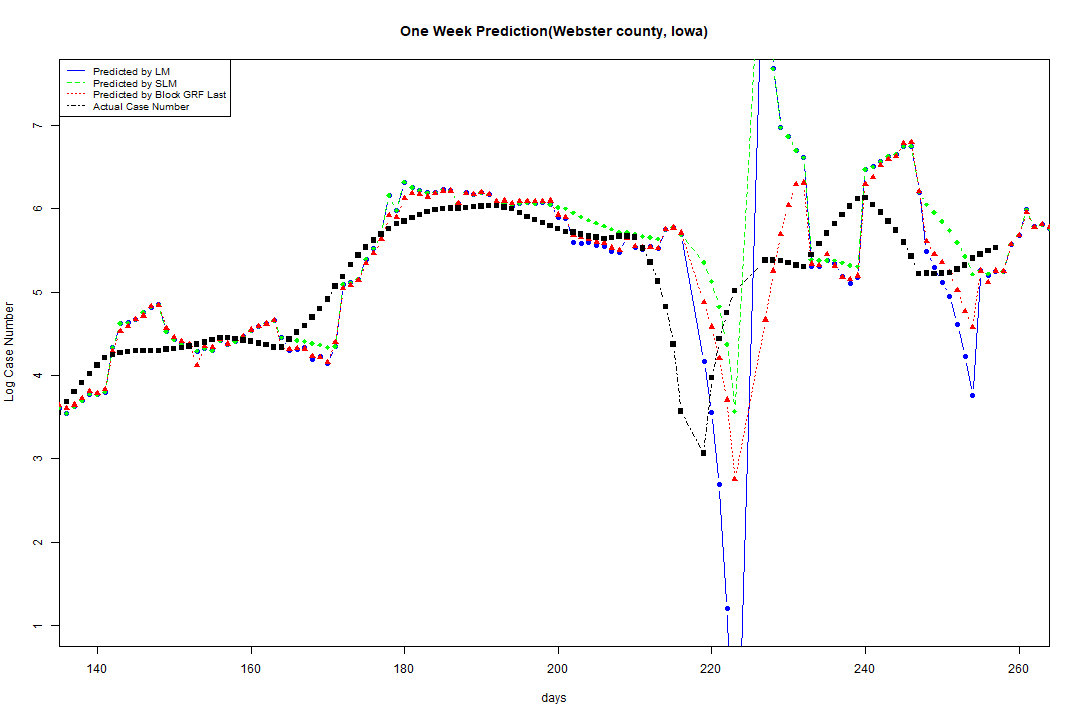 One Week Prediction(Webster county, Iowa)
Predicted by LM
Predicted by SLM
Predicted by Block GRF Last
Actual Case Number
7
6
5
4
3
2
1
Log Case Number
140 160 180 200 220 240 260
days